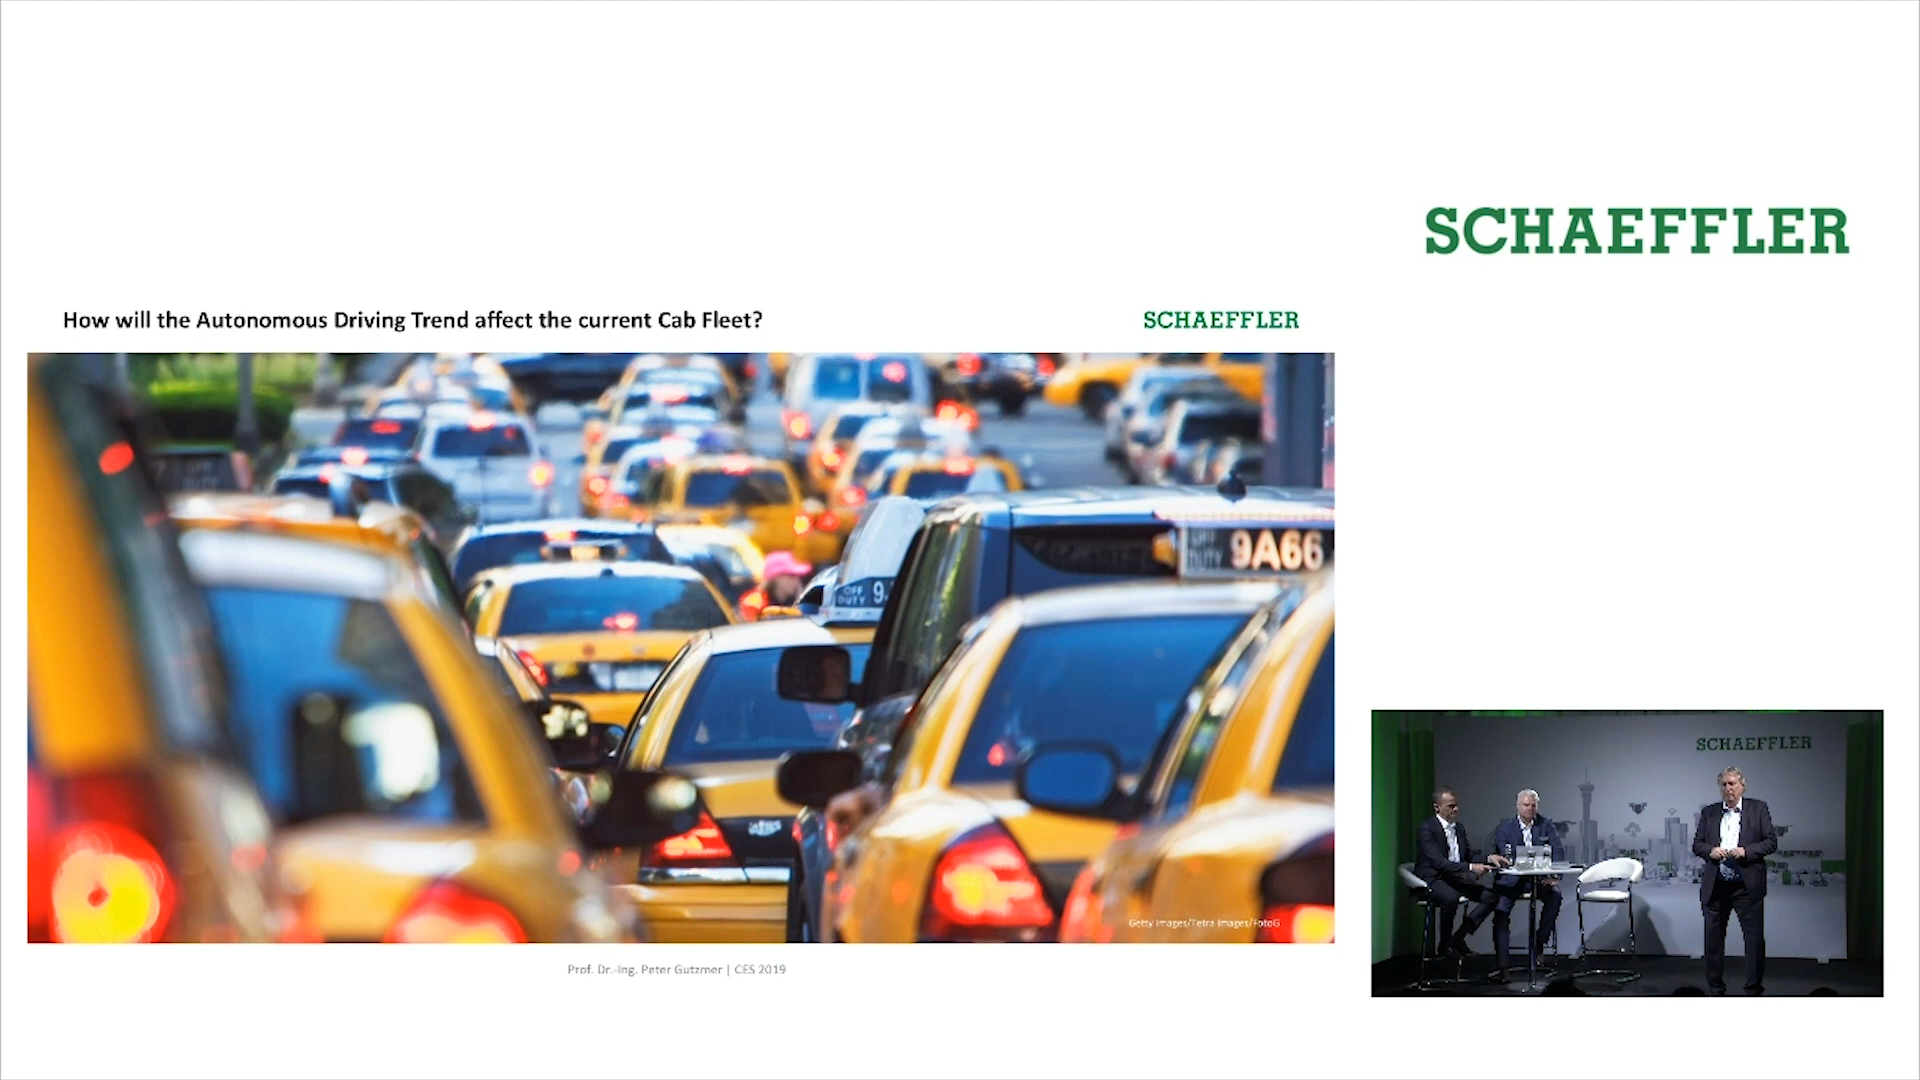 SCHAEFFLER
How will the Autonomous Driving Trend affect the current Cab Fleet?
SCHAEFFLER
OFF DUTY 9A66
OFF DUTY 9
Getty Images/Tetra Images/FotoG
Prof. Dr.-Ing. Peter Gutzmer | CES 2019
SCHAEFFLER